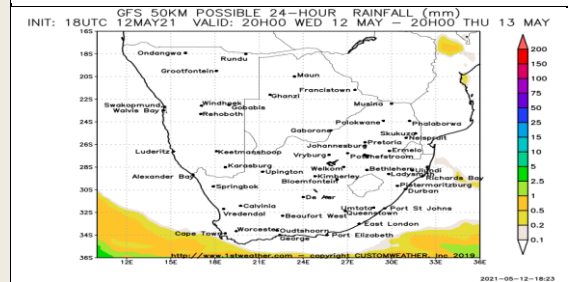 GFS 50KM POSSIBLE 24-HOUR RAINFALL (mm)
INIT: 18UTC 12MAY21 VALID: 20H00 WED 12 MAY - 20H00 THU 13 MAY
16S
18S
20S
22S
24S
26S
28S
30S
32S
34S
36S
Ondangwa
Rundu
Grootfontein
Maun
Ghanzi
Francistown
Swakopmund
Walvis Bay
Windhoek
Gobabis
Rehoboth
Musina
Polokwane
Phalaborwa
Gaborone
Skukuza
Nelspruit
Pretoria
Johannesburg
Ermelo
Luderitz
Keetmanshoop
Vryburg
Potchefstroom
Karasburg
Upington
Welkom
Bethlehem
Ulundi
Ladysmith
Richards Bay
Alexander Bay
Kimberley
Bloemfontein
Springbok
Pietermaritzburg
Durban
De Aar
Calvinia
Vredendal
Umtata
Port St Johns
Queenstown
Beaufort West
East London
Cape Town
Worcester
Oudtshoorn
George
Port Elizabeth
http://www.1stweather.com - copyright CUSTOMWEATHER, Inc 2019
12E 15E 18E 21E 24E 27E 30E 33E 36E
200
150
100
75
50
25
15
10
5
2.5
1
0.5
0.2
0.1
2021-05-12-18:23